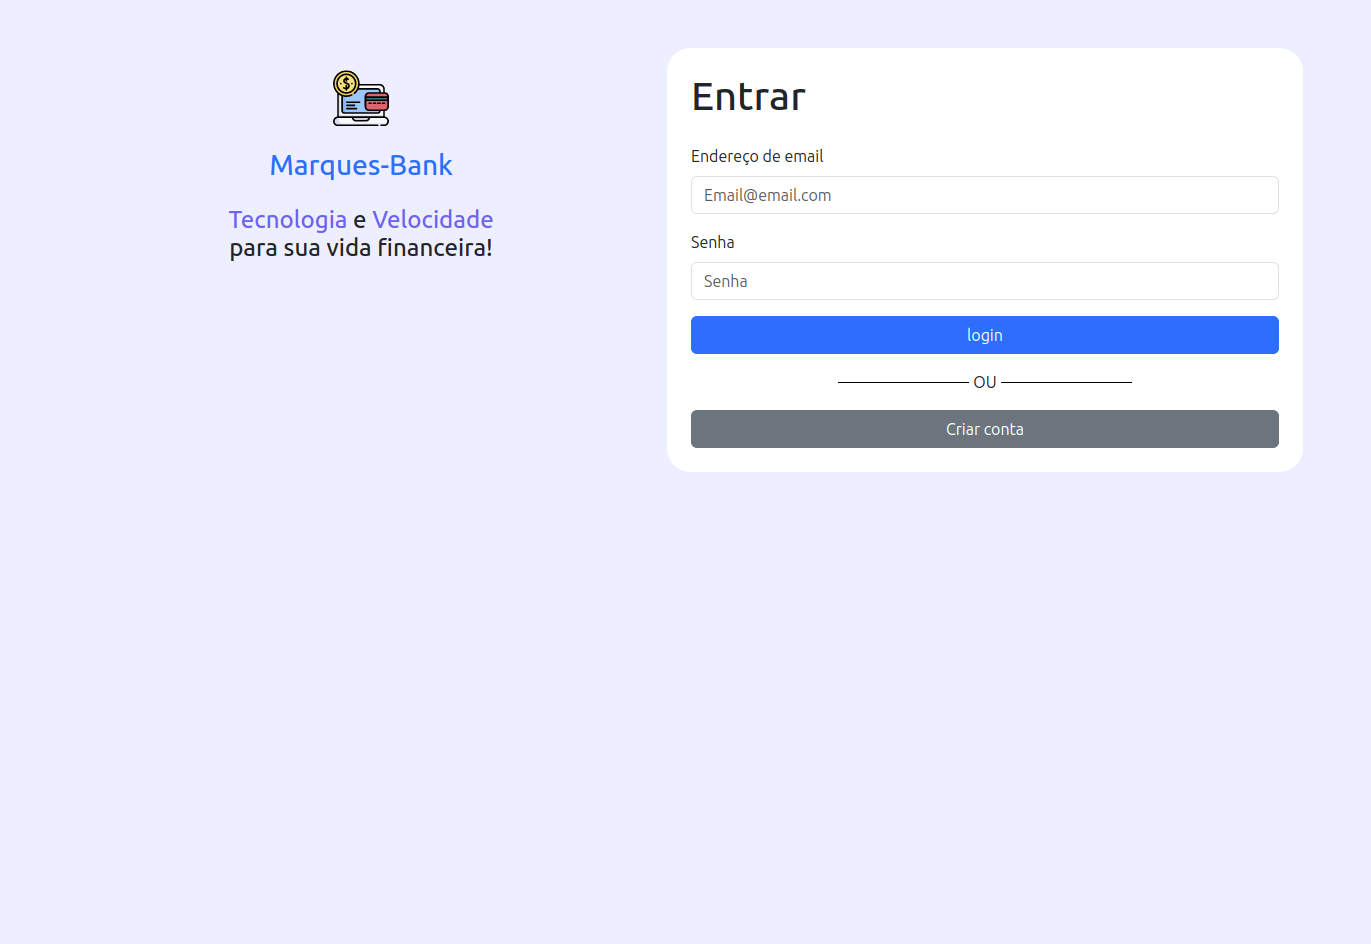 Marques-Bank
Tecnologia e Velocidade
para sua vida financeira!
Entrar
Endereço de email
Email@email.com
Senha
Senha
login
OU
Criar conta